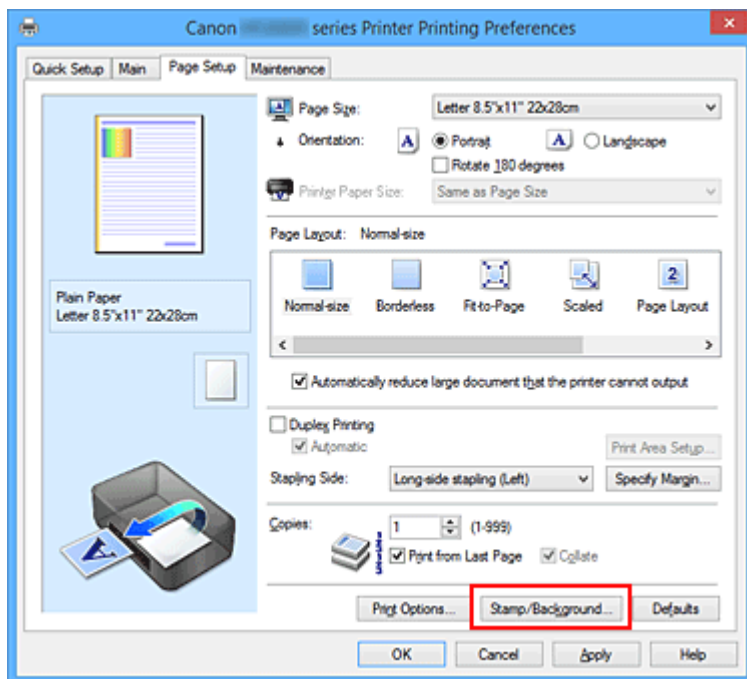 Canon series Printer Printing Preferences
Quick Setup Main Page Setup Maintenance
Page Size: Letter 8.5"x11" 22x28cm
Orientation: A Portrait A Landscape
Rotate 180 degrees
Printer Paper Size: Same as Page Size
Page Layout: Normal-size
2
Normal-size Borderless Fit-to-Page Scaled Page Layout
Plain Paper
Letter 8.5"x11" 22x28cm
Automatically reduce large document that the printer cannot output
Duplex Printing
Automatic Print Area Setup...
Stapling Side: Long-side stapling (Left) Specify Margin...
Copies: 1 (1-999)
Print from Last Page Collate
A
Print Options... Stamp/Background... Defaults
OK Cancel Apply Help